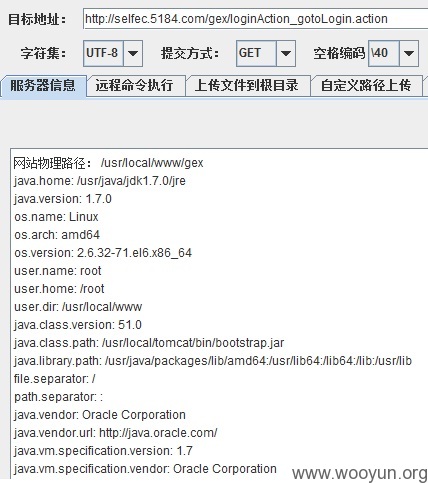 目标地址： http://selfec.5184.com/gex/loginAction_gotoLogin.action
字符集： UTF-8 提交方式： GET 空格编码 \40
服务器信息 远程命令执行 上传文件到根目录 自定义路径上传
网站物理路径： /usr/local/www/gex
java.home: /usr/java/jdk1.7.0/jre
java.version: 1.7.0
os.name: Linux
os.arch: amd64
os.version: 2.6.32-71.el6.x86_64
user.name: root
user.home: /root
user.dir: /usr/local/www
java.class.version: 51.0
java.class.path: /usr/local/tomcat/bin/bootstrap.jar
java.library.path: /usr/java/packages/lib/amd64:/usr/lib64:/lib64:/lib:/usr/lib
file.separator: /
path.separator: :
java.vendor: Oracle Corporation
java.vendor.url: http://java.oracle.com/
java.vm.specification.version: 1.7
java.vm.specification.vendor: Oracle Corporation
www.wooyun.org